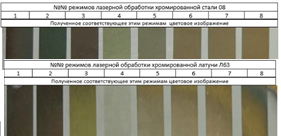 №№ режимов лазерной обработки хромированной стали 08
1 2 3 4 5 6 7 8
Полученное соответствующее этим режимам цветовое изображение
№№ режимов лазерной обработки хромированной латуни Л63
1 2 3 4 5 6 7 8
Полученное соответствующее этим режимам цветовое изображение